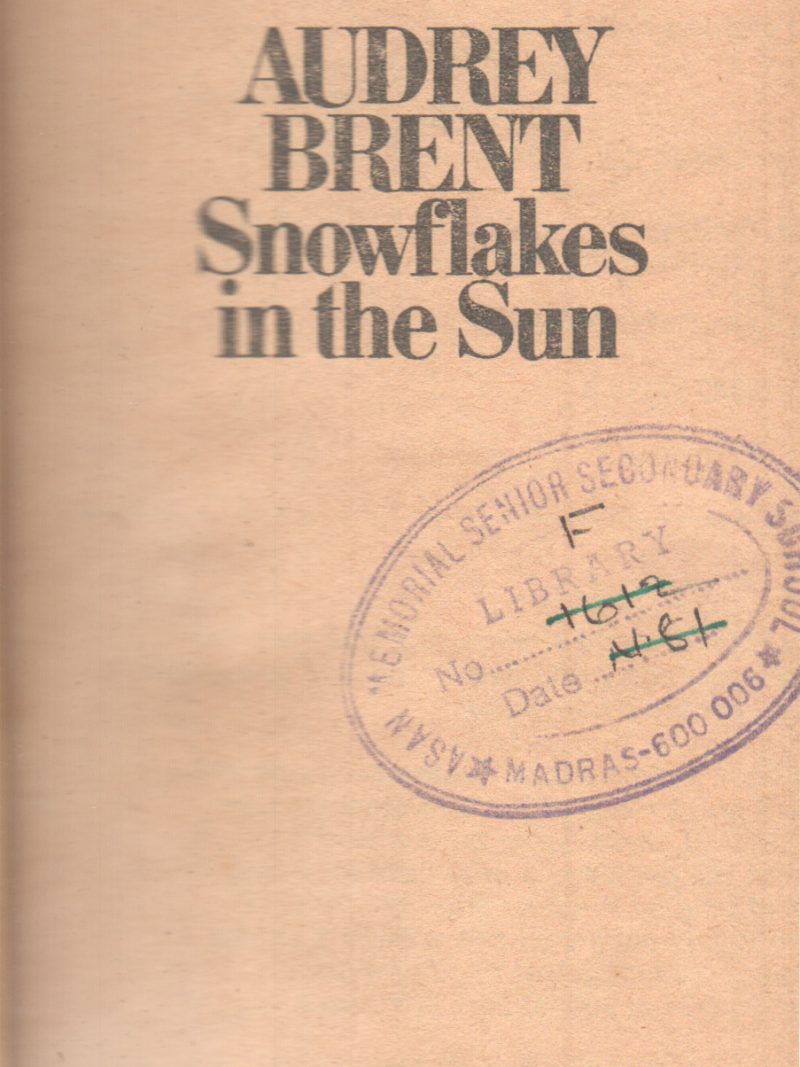 AUDREY
BRENT
Snowflakes
in the Sun
ASAN MEMORIAL SENIOR SECONDARY SCHOOL
F
LIBRARY
No. 1612
Date
★ MADRAS-600 006 ★